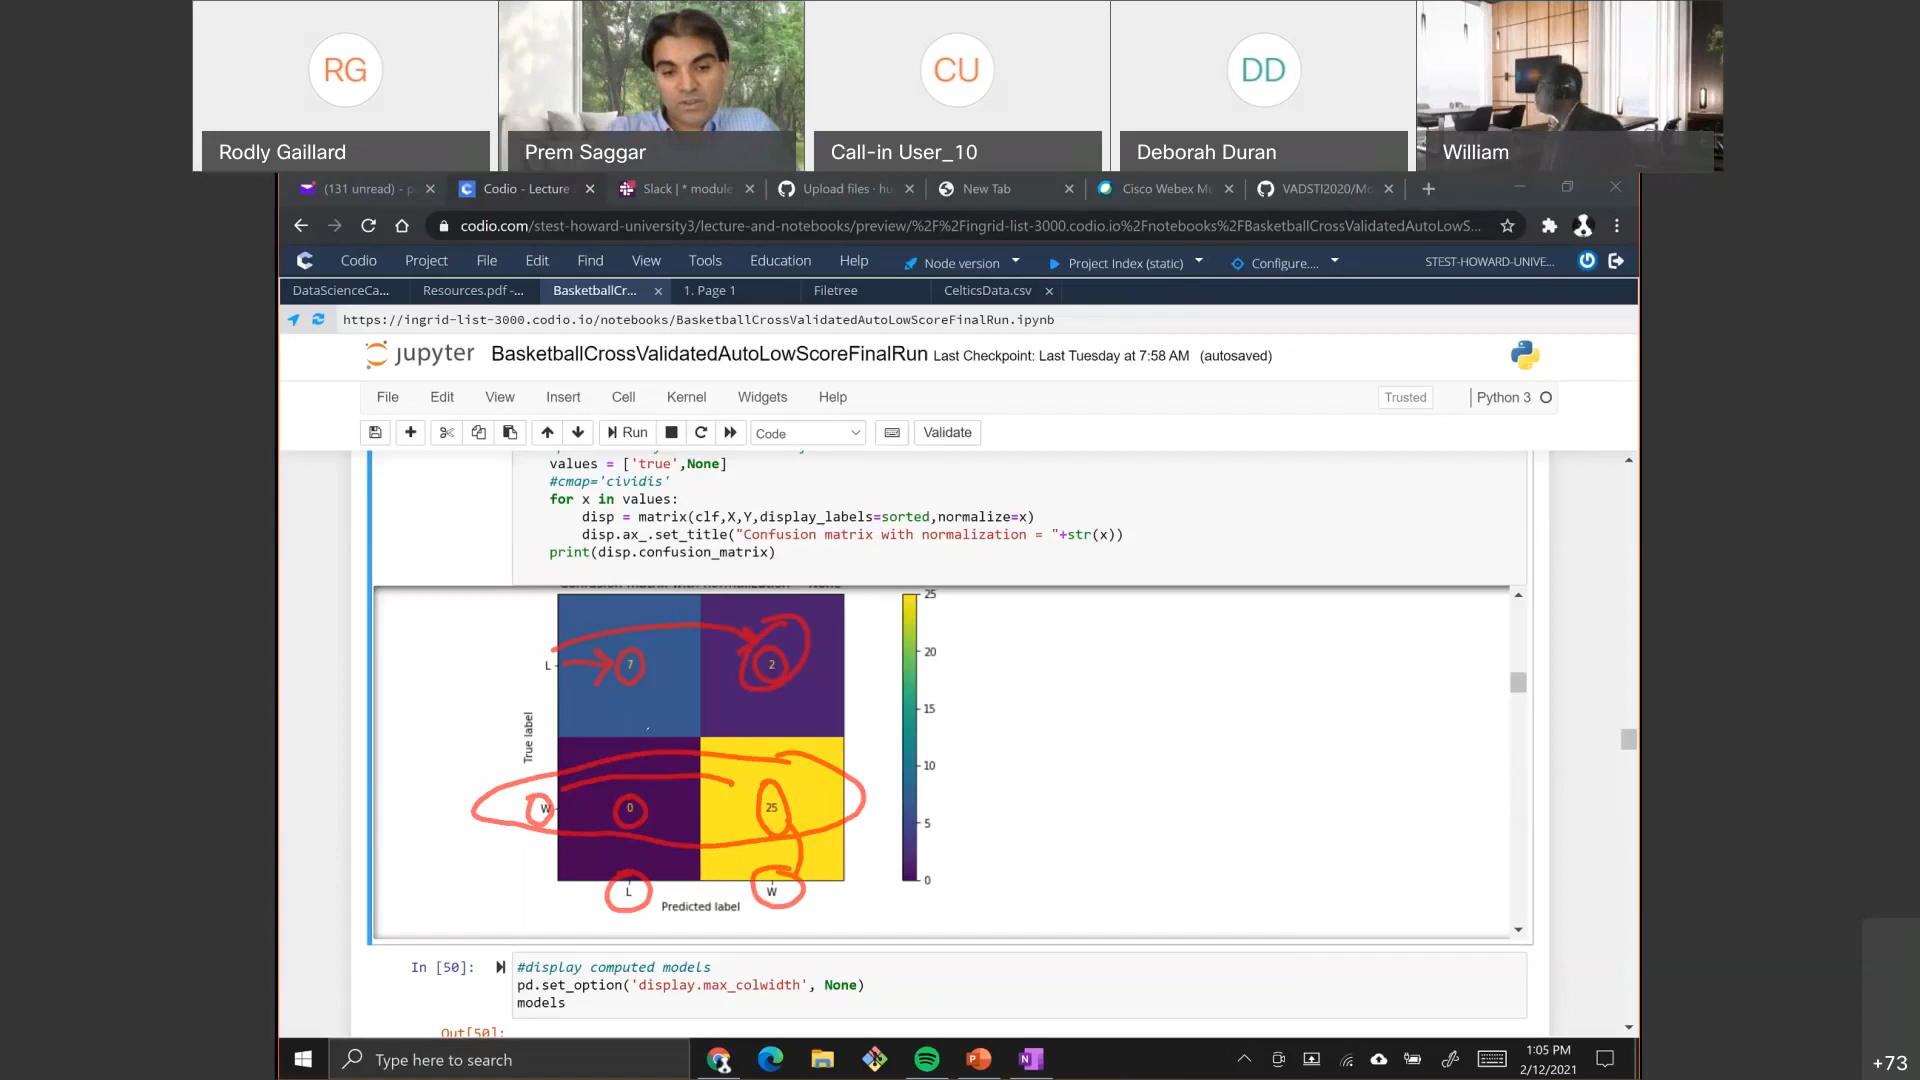 RG
CU
DD
Rodly Gaillard
Prem Saggar
Call-in User_10
Deborah Duran
William
(131 unread) - p
Codio - Lecture
Slack | * module
Upload files · hu
New Tab
Cisco Webex Me
VADSTI2020/Mo
codio.com/stest-howard-university3/lecture-and-notebooks/preview/%2F%2Fingrid-list-3000.codio.io%2Fnotebooks%2FBasketballCrossValidatedAutoLowS...
Codio Project File Edit Find View Tools Education Help Node version Project Index (static) Configure.... STEST-HOWARD-UNIVE...
DataScienceCa... Resources.pdf -... BasketballCr... 1. Page 1 Filetree CelticsData.csv
https://ingrid-list-3000.codio.io/notebooks/BasketballCrossValidatedAutoLowScoreFinalRun.ipynb
jupyter BasketballCrossValidatedAutoLowScoreFinalRun Last Checkpoint: Last Tuesday at 7:58 AM (autosaved)
File Edit View Insert Cell Kernel Widgets Help Trusted Python 3
Run Code Validate
values = ['true',None]
#cmap='cividis'
for x in values:
disp = matrix(clf,X,Y,display_labels=sorted,normalize=x)
disp.ax_.set_title("Confusion matrix with normalization = "+str(x))
print(disp.confusion_matrix)
25
20
15
10
5
0
L 7 2
True label
W 0 25
L W
Predicted label
In [50]: #display computed models
pd.set_option('display.max_colwidth', None)
models
Out[50]:
Type here to search
1:05 PM
2/12/2021
+73